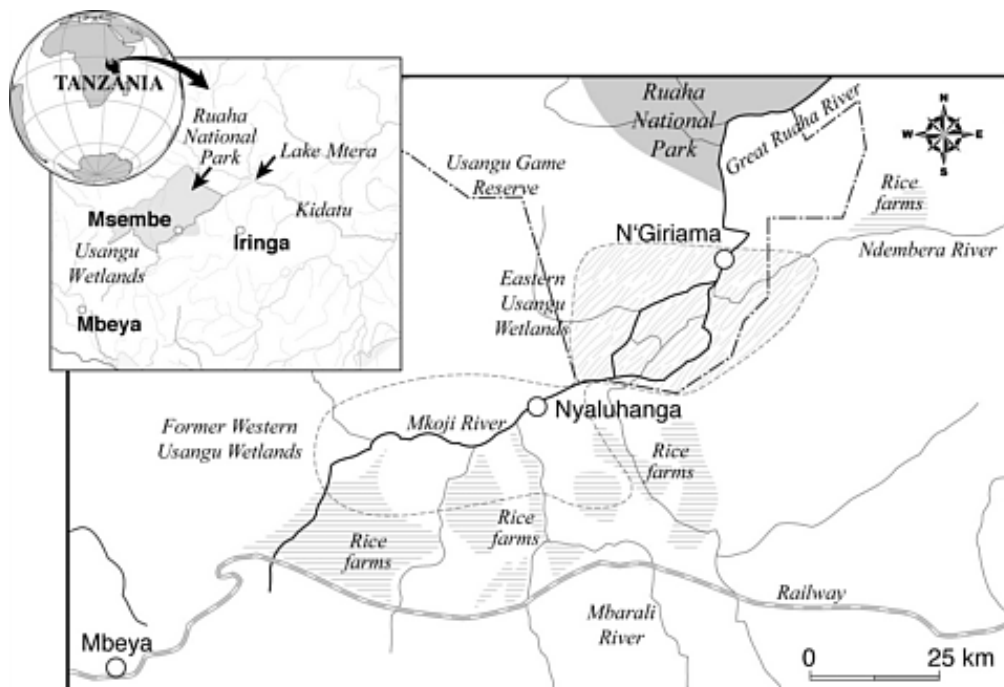 TANZANIA
Ruaha
National
Park
Lake Mtera
Kidatu
Msembe
Iringa
Usangu
Wetlands
Mbeya
Ruaha
National
Park
Great Ruaha River
N
W
E
S
Usangu Game
Reserve
Rice
farms
N'Giriama
Ndembera River
Eastern
Usangu
Wetlands
Nyaluhanga
Mkoji River
Former Western
Usangu Wetlands
Rice
farms
Rice
farms
Rice
farms
Railway
Mbarali
River
Mbeya
0 25 km